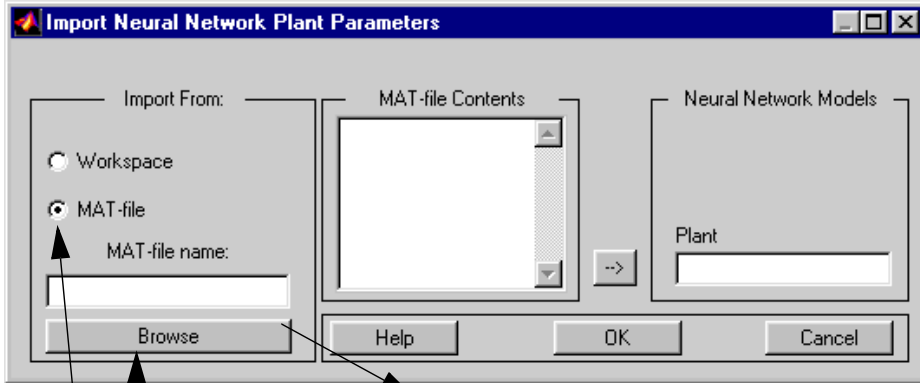 Import Neural Network Plant Parameters
Import From:
Workspace
MAT-file
MAT-file name:
Browse
MAT-file Contents
-->
Neural Network Models
Plant
Help
OK
Cancel